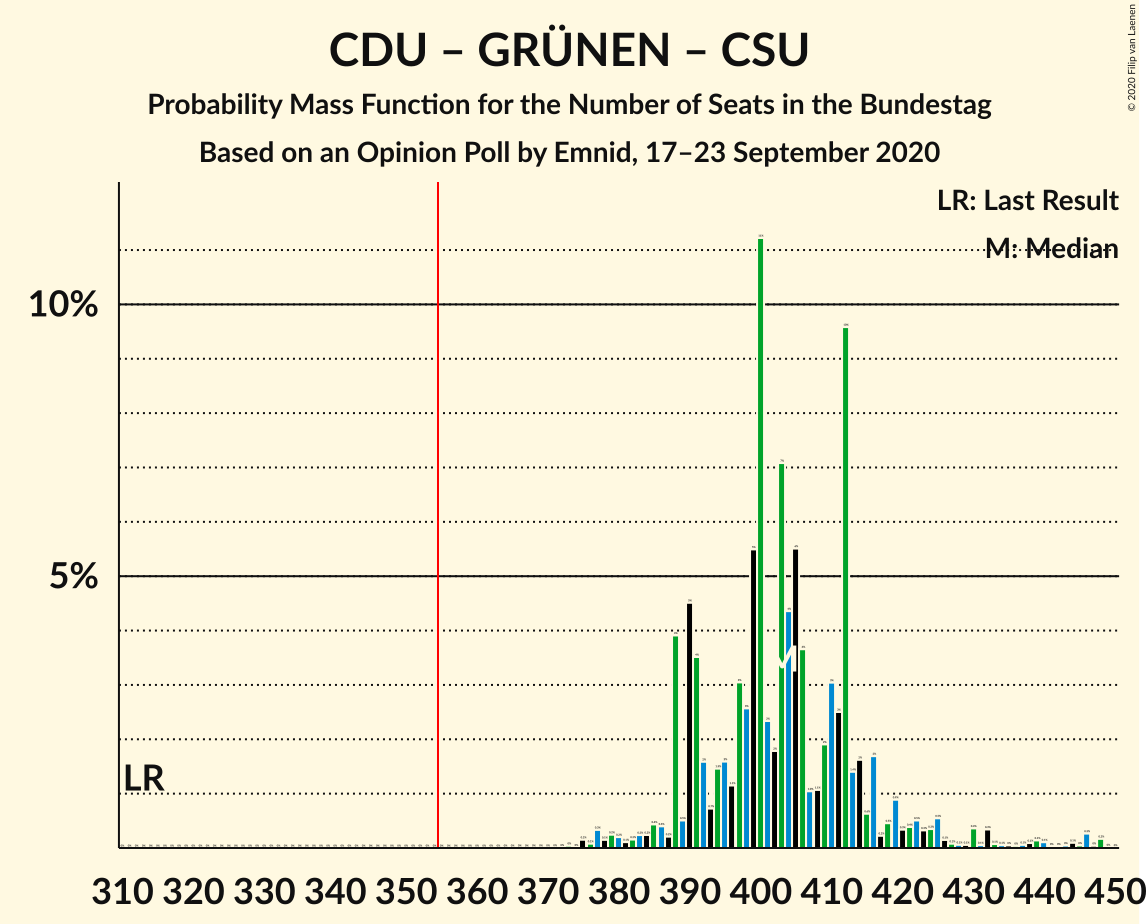 CDU – GRÜNEN – CSU
Probability Mass Function for the Number of Seats in the Bundestag
Based on an Opinion Poll by Emnid, 17–23 September 2020
© 2020 Filip van Laenen
LR: Last Result
M: Median
10%
5%
LR
M
310 320 330 340 350 360 370 380 390 400 410 420 430 440 450